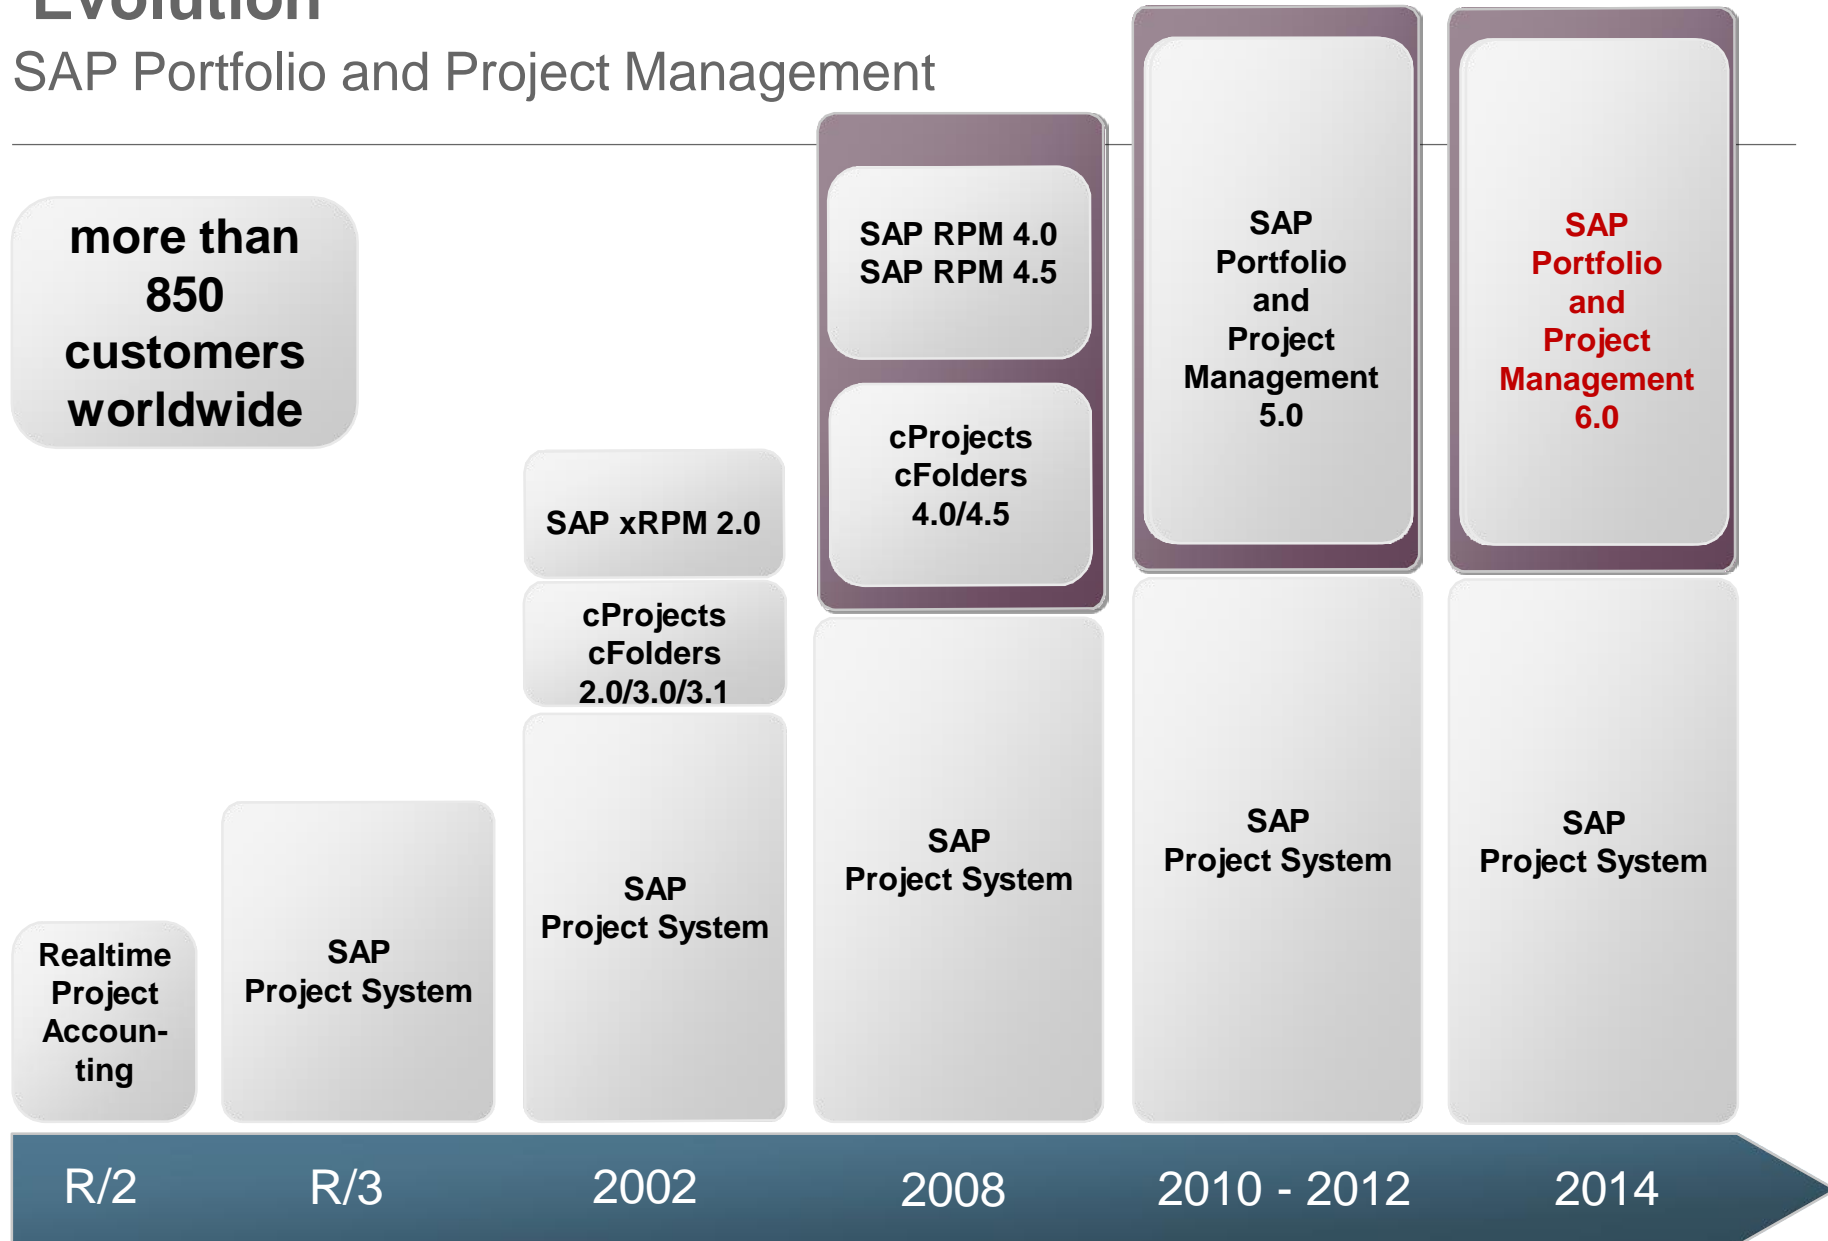 Evolution
SAP Portfolio and Project Management
more than
850
customers
worldwide
Realtime
Project
Accoun-
ting
SAP
Project System
SAP xRPM 2.0
cProjects
cFolders
2.0/3.0/3.1
SAP
Project System
SAP RPM 4.0
SAP RPM 4.5
cProjects
cFolders
4.0/4.5
SAP
Project System
SAP
Portfolio
and
Project
Management
5.0
SAP
Project System
SAP
Portfolio
and
Project
Management
6.0
SAP
Project System
R/2
R/3
2002
2008
2010 - 2012
2014